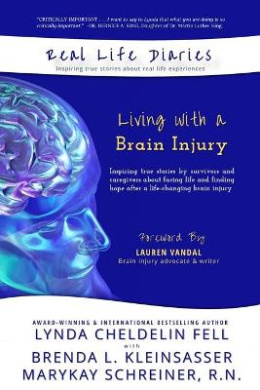 "CRITICALLY IMPORTANT . . . I want to say to Lynda that what you are doing is so
critically important." -DR. BERNICE A. KING, Daughter of Dr. Martin Luther King,
Real Life Diaries
Inspiring true stories about real life experiences
Living with a
Brain Injury
Inspiring true stories by survivors and
caregivers about facing life and finding
hope after a life-changing brain injury
Foreword By
LAUREN VANDAL
Brain injury advocate & writer
AWARD-WINNING & INTERNATIONAL BESTSELLING AUTHOR
LYNDA CHELDELIN FELL
with
BRENDA L. KLEINSASSER
MARYKAY SCHREINER, R.N.